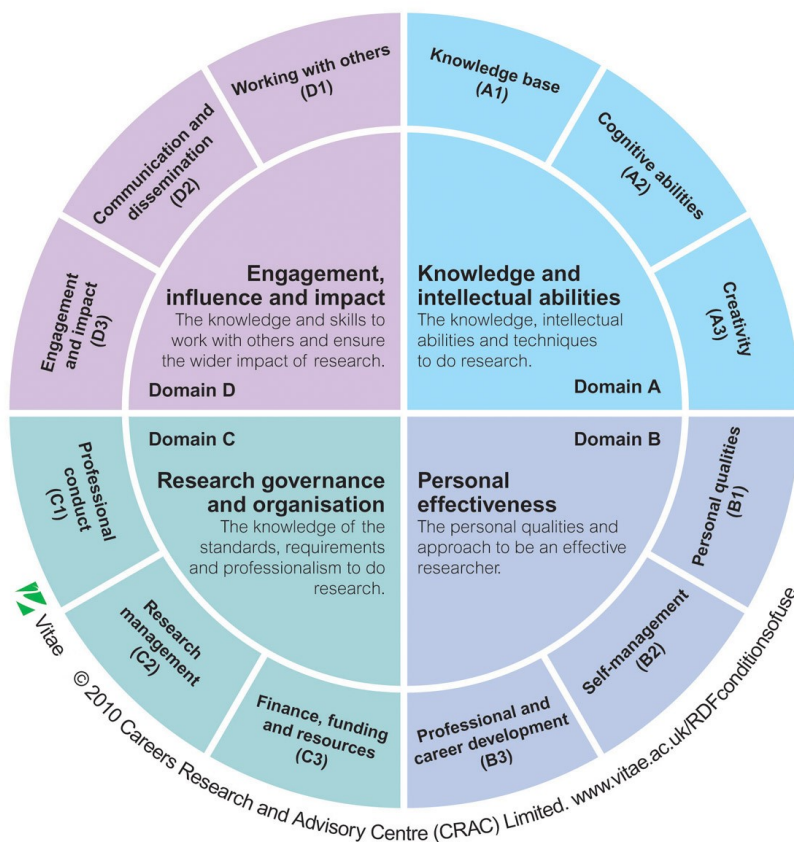 Knowledge base
(A1)
Cognitive abilities
(A2)
Creativity
(A3)
Knowledge and
intellectual abilities
The knowledge, intellectual
abilities and techniques
to do research.
Domain A
Domain B
Personal
effectiveness
The personal qualities and
approach to be an effective
researcher.
Personal qualities
(B1)
Self-management
(B2)
Professional and
career development
(B3)
Domain C
Research governance
and organisation
The knowledge of the
standards, requirements
and professionalism to do
research.
Professional
conduct
(C1)
Research
management
(C2)
Finance, funding
and resources
(C3)
Working with others
(D1)
Communication and
dissemination
(D2)
Engagement
and impact
(D3)
Engagement,
influence and impact
The knowledge and skills to
work with others and ensure
the wider impact of research.
Domain D
Vitae
© 2010 Careers Research and Advisory Centre (CRAC) Limited. www.vitae.ac.uk/RDFconditionsofuse